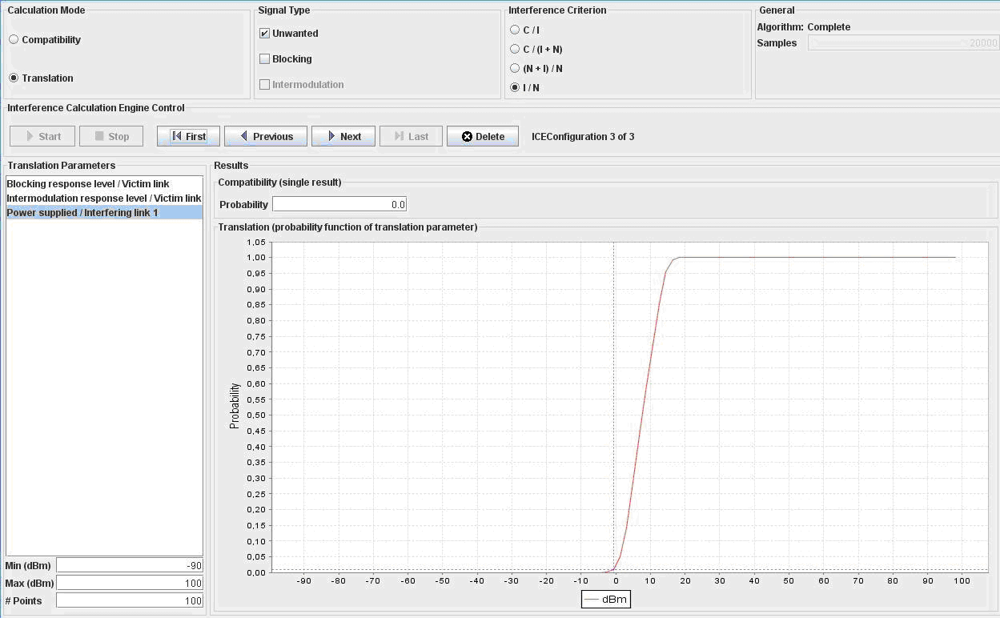 Calculation Mode
Compatibility
Translation
Signal Type
Unwanted
Blocking
Intermodulation
Interference Criterion
C / I
C / (I + N)
(N + I) / N
I / N
General
Algorithm: Complete
Samples 20000
Interference Calculation Engine Control
Start Stop First Previous Next Last Delete ICEConfiguration 3 of 3
Translation Parameters
Blocking response level / Victim link
Intermodulation response level / Victim link
Power supplied / Interfering link 1
Min (dBm) -90
Max (dBm) 100
# Points 100
Results
Compatibility (single result)
Probability 0.0
Translation (probability function of translation parameter)
1,05
1,00
0,95
0,90
0,85
0,80
0,75
0,70
0,65
0,60
0,55
0,50
0,45
0,40
0,35
0,30
0,25
0,20
0,15
0,10
0,05
0,00
Probability
-90 -80 -70 -60 -50 -40 -30 -20 -10 0 10 20 30 40 50 60 70 80 90 100
dBm